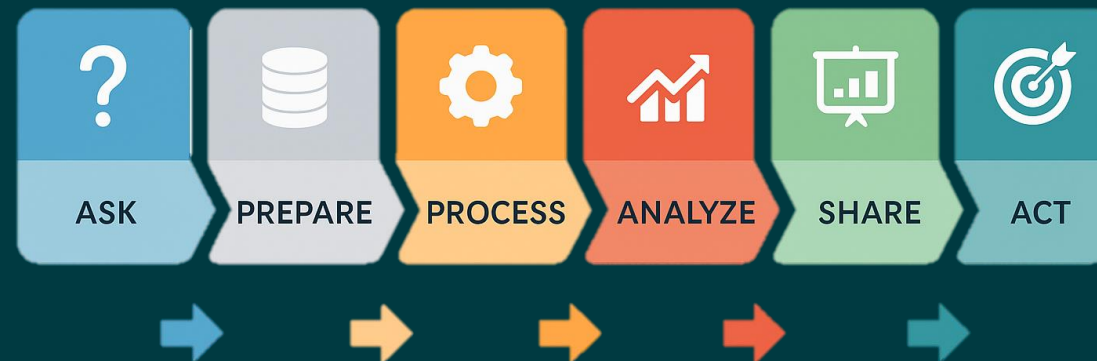 ASK
PREPARE
PROCESS
ANALYZE
SHARE
ACT